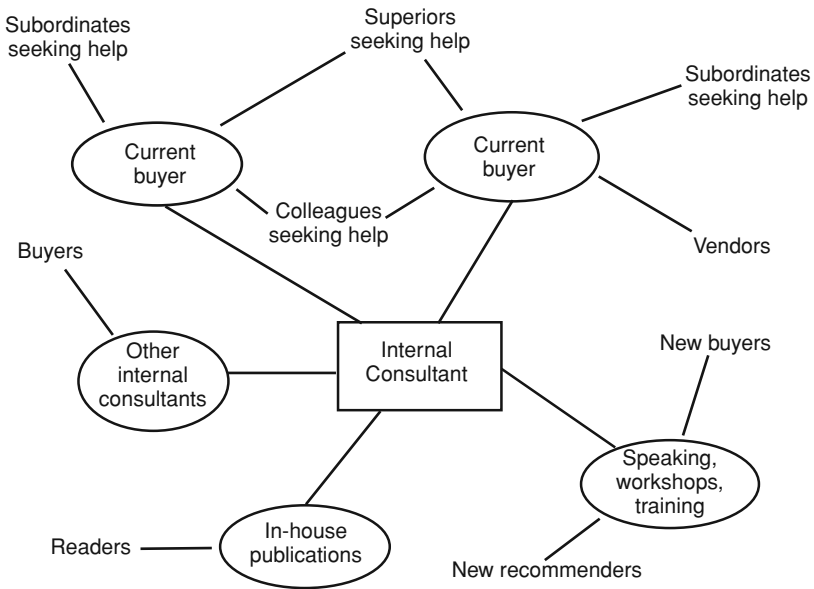 Subordinates
seeking help
Superiors
seeking help
Subordinates
seeking help
Current
buyer
Current
buyer
Colleagues
seeking help
Vendors
Buyers
Other
internal
consultants
Internal
Consultant
New buyers
Speaking,
workshops,
training
In-house
publications
Readers
New recommenders